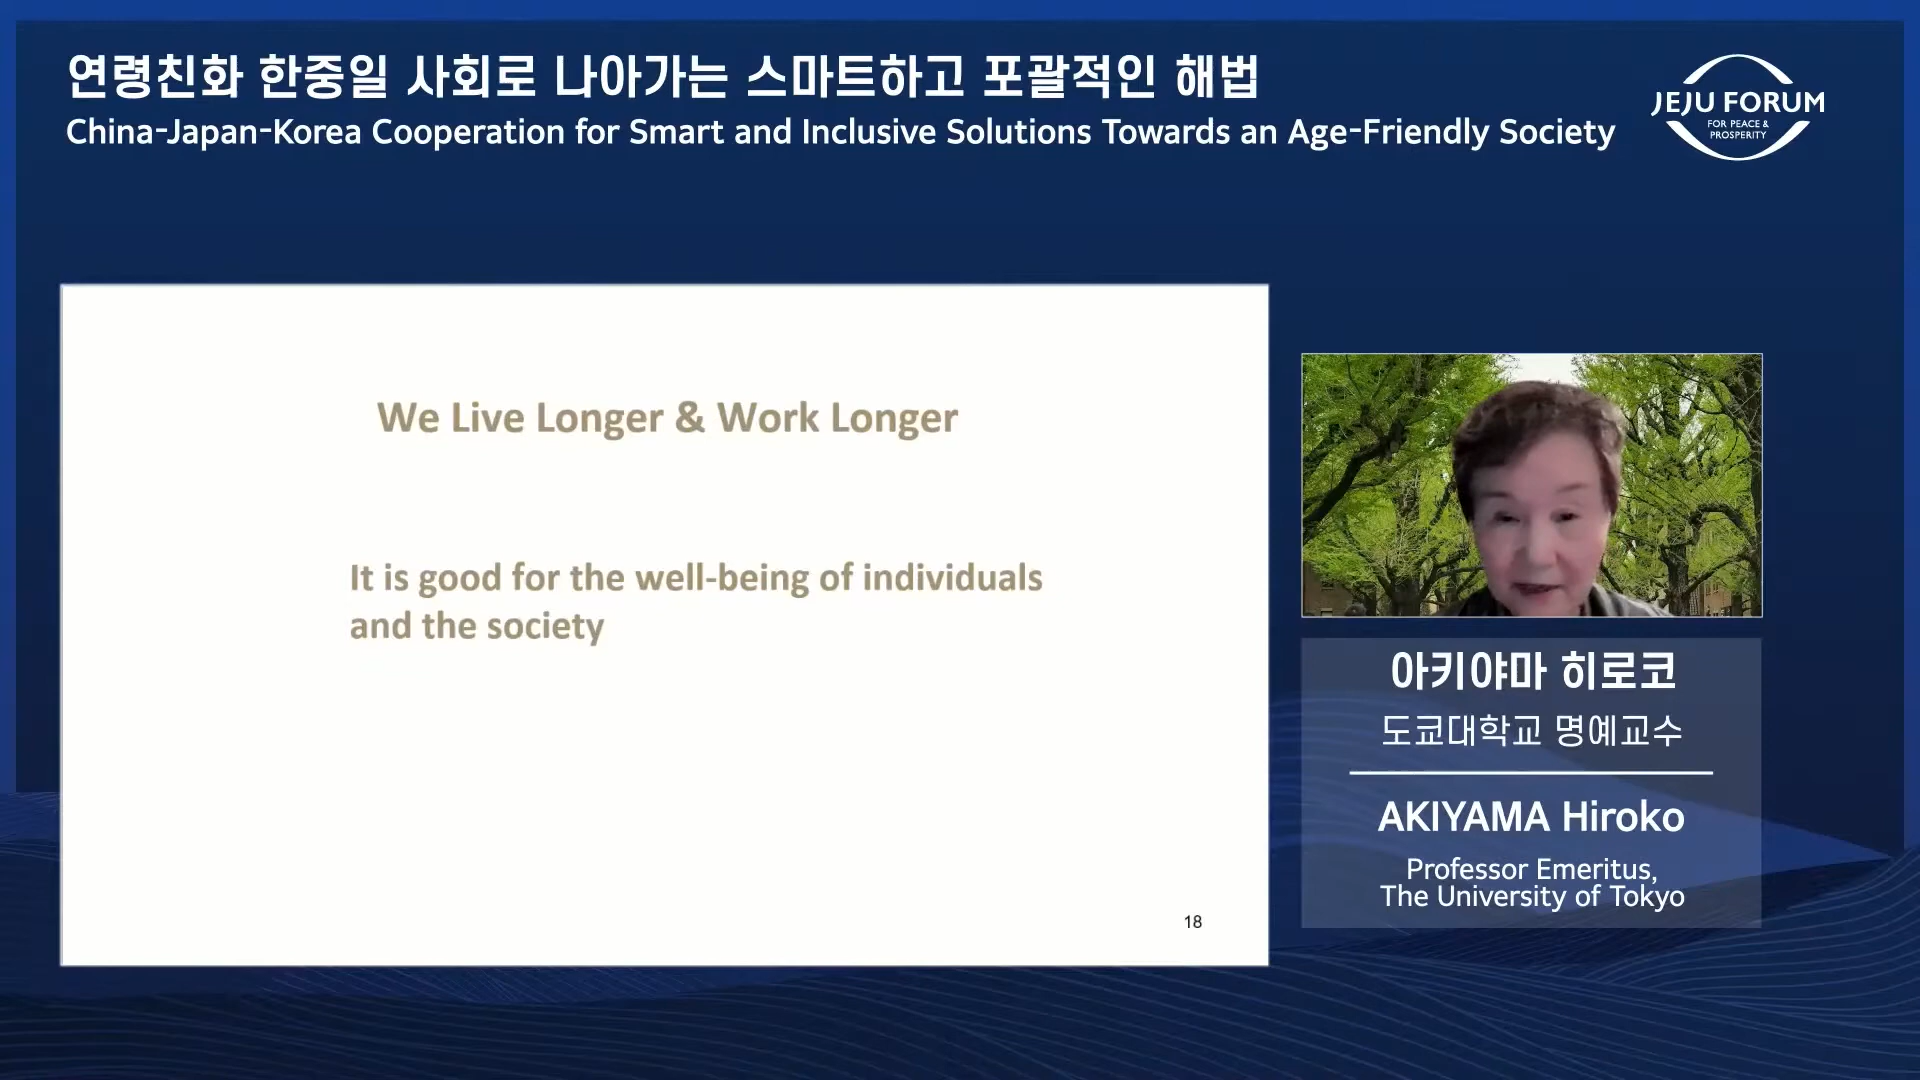 연령친화 한중일 사회로 나아가는 스마트하고 포괄적인 해법
China-Japan-Korea Cooperation for Smart and Inclusive Solutions Towards an Age-Friendly Society
JEJU FORUM
FOR PEACE &
PROSPERITY
We Live Longer & Work Longer
It is good for the well-being of individuals
and the society
18
아키야마 히로코
도쿄대학교 명예교수
AKIYAMA Hiroko
Professor Emeritus,
The University of Tokyo